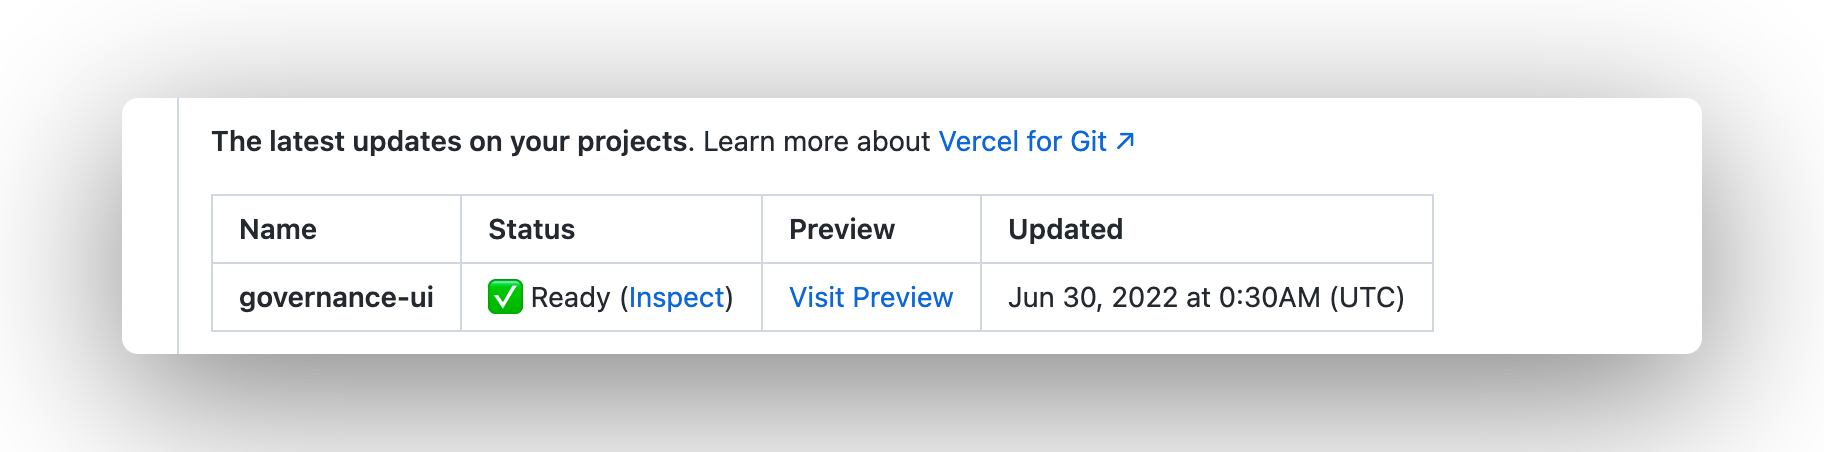 The latest updates on your projects. Learn more about Vercel for Git ↗
Name Status Preview Updated
governance-ui ✅ Ready (Inspect) Visit Preview Jun 30, 2022 at 0:30AM (UTC)